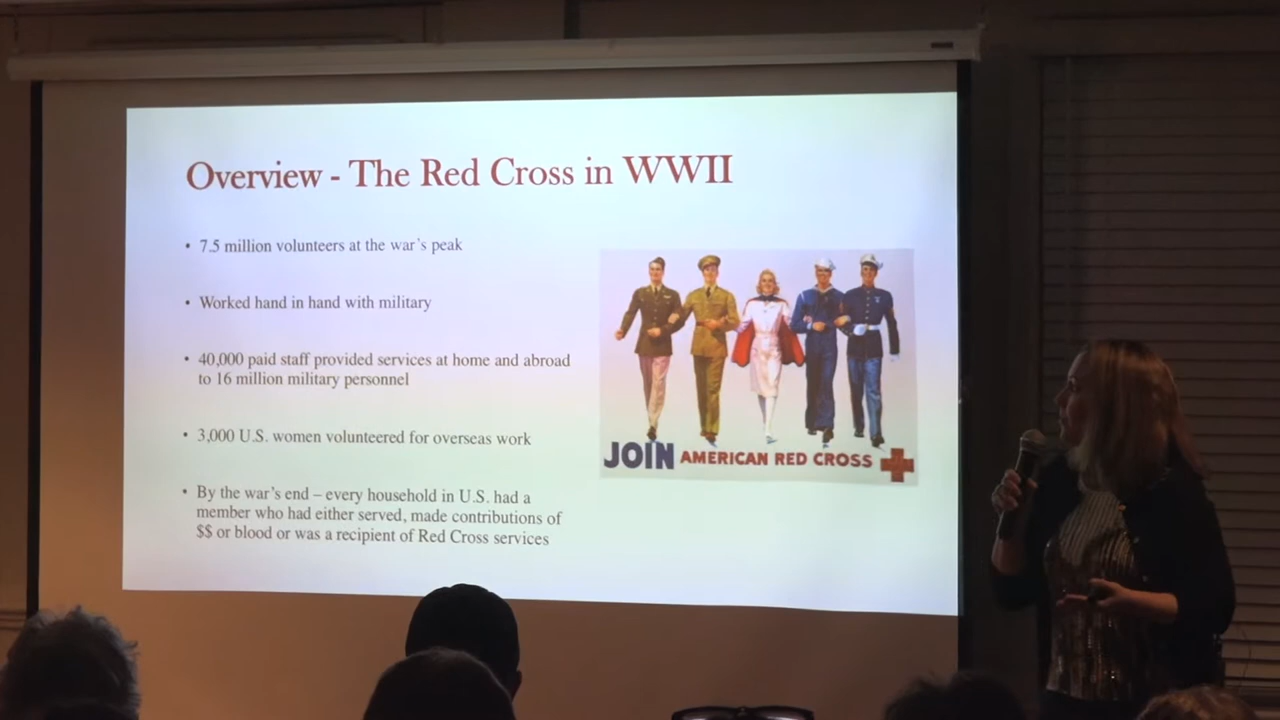 Overview - The Red Cross in WWII
• 7.5 million volunteers at the war's peak
• Worked hand in hand with military
• 40,000 paid staff provided services at home and abroad
to 16 million military personnel
• 3,000 U.S. women volunteered for overseas work
• By the war's end – every household in U.S. had a
member who had either served, made contributions of
$$ or blood or was a recipient of Red Cross services
JOIN AMERICAN RED CROSS